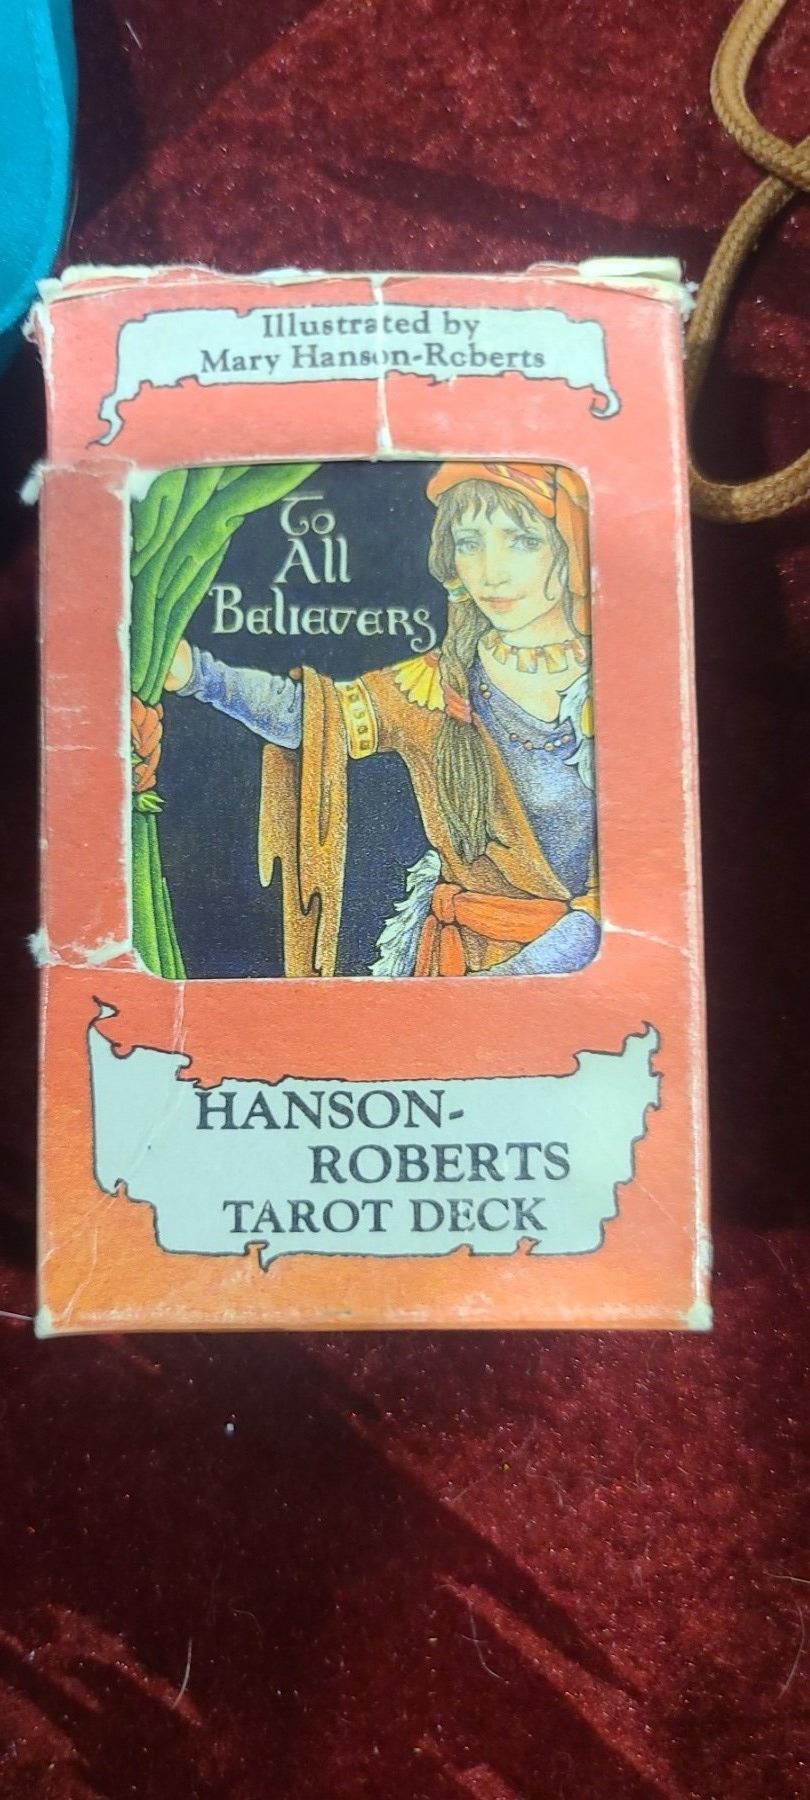 Illustrated by
Mary Hanson-Roberts
To
All
Believers
HANSON-
ROBERTS
TAROT DECK